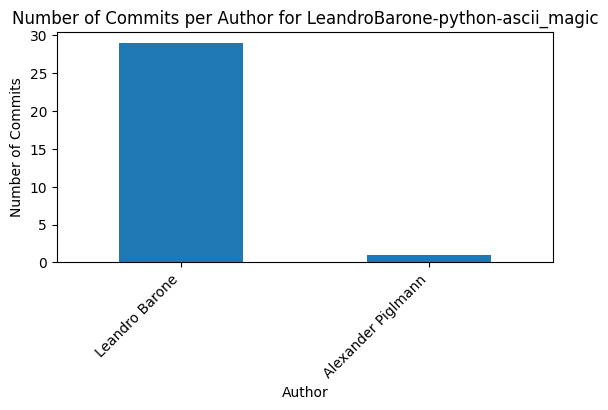 Number of Commits per Author for LeandroBarone-python-ascii_magic
30
25
20
15
10
5
0
Number of Commits
Leandro Barone
Alexander Piglmann
Author